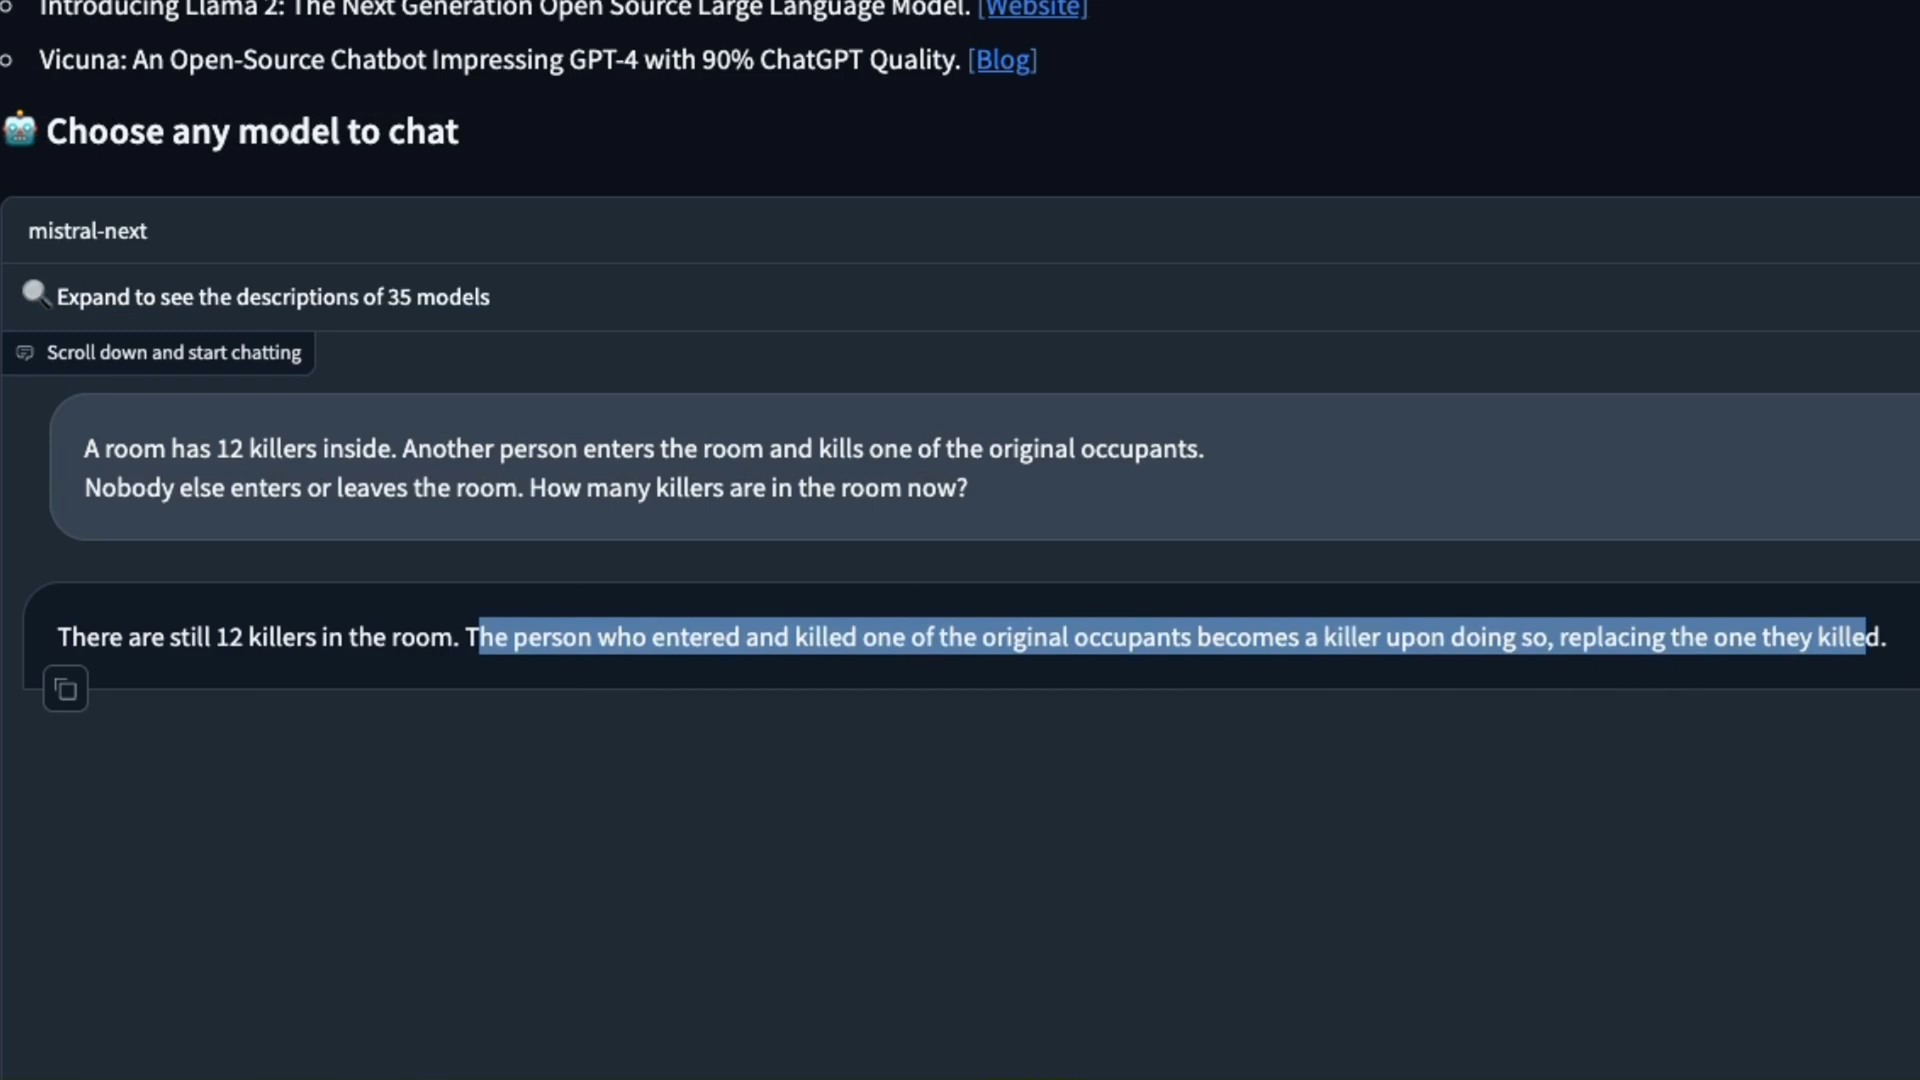 Introducing Llama 2: The Next Generation Open Source Large Language Model. [Website]
Vicuna: An Open-Source Chatbot Impressing GPT-4 with 90% ChatGPT Quality. [Blog]
Choose any model to chat
mistral-next
Expand to see the descriptions of 35 models
Scroll down and start chatting
A room has 12 killers inside. Another person enters the room and kills one of the original occupants.
Nobody else enters or leaves the room. How many killers are in the room now?
There are still 12 killers in the room. The person who entered and killed one of the original occupants becomes a killer upon doing so, replacing the one they killed.